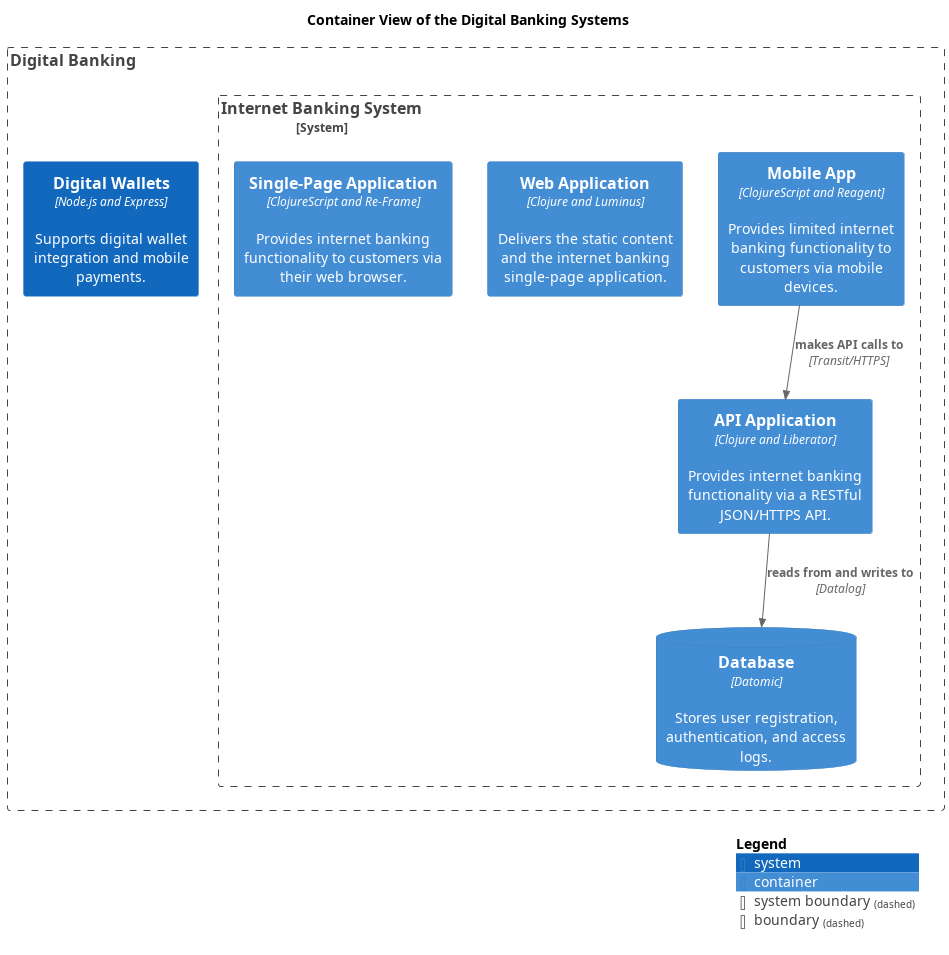 Container View of the Digital Banking Systems
Digital Banking
Internet Banking System
[System]
Digital Wallets
[Node.js and Express]
Supports digital wallet
integration and mobile
payments.
Single-Page Application
[ClojureScript and Re-Frame]
Provides internet banking
functionality to customers via
their web browser.
Web Application
[Clojure and Luminus]
Delivers the static content
and the internet banking
single-page application.
Mobile App
[ClojureScript and Reagent]
Provides limited internet
banking functionality to
customers via mobile
devices.
makes API calls to
[Transit/HTTPS]
API Application
[Clojure and Liberator]
Provides internet banking
functionality via a RESTful
JSON/HTTPS API.
reads from and writes to
[Datalog]
Database
[Datomic]
Stores user registration,
authentication, and access
logs.
Legend
system
container
system boundary (dashed)
boundary (dashed)